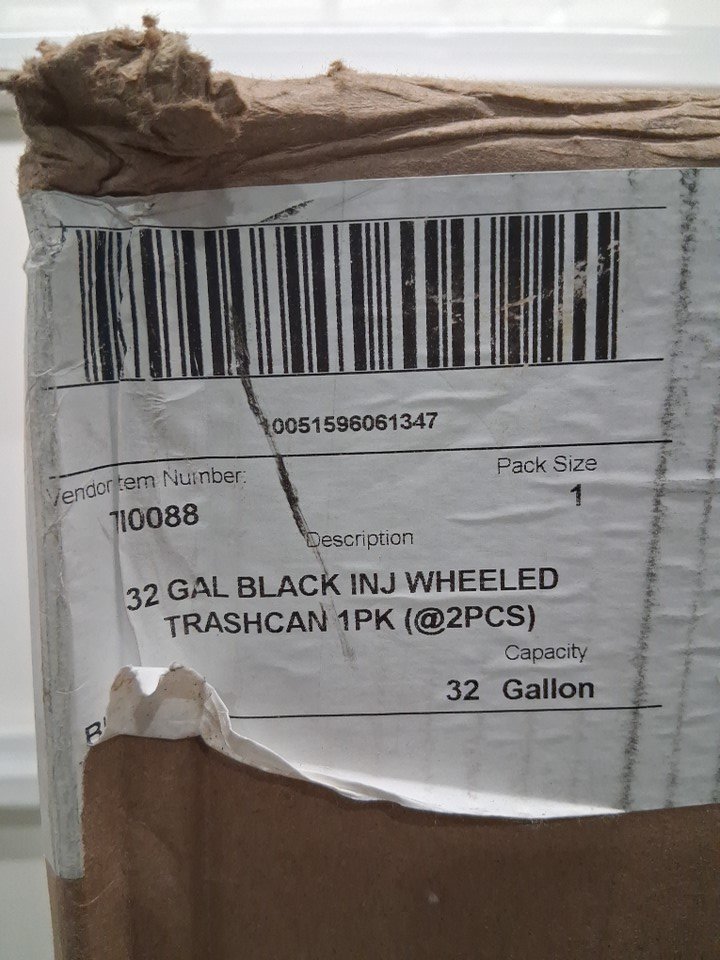 10051596061347
Vendor Item Number:
Pack Size
TI0088
1
Description
32 GAL BLACK INJ WHEELED
TRASHCAN 1PK (@2PCS)
Capacity
32 Gallon